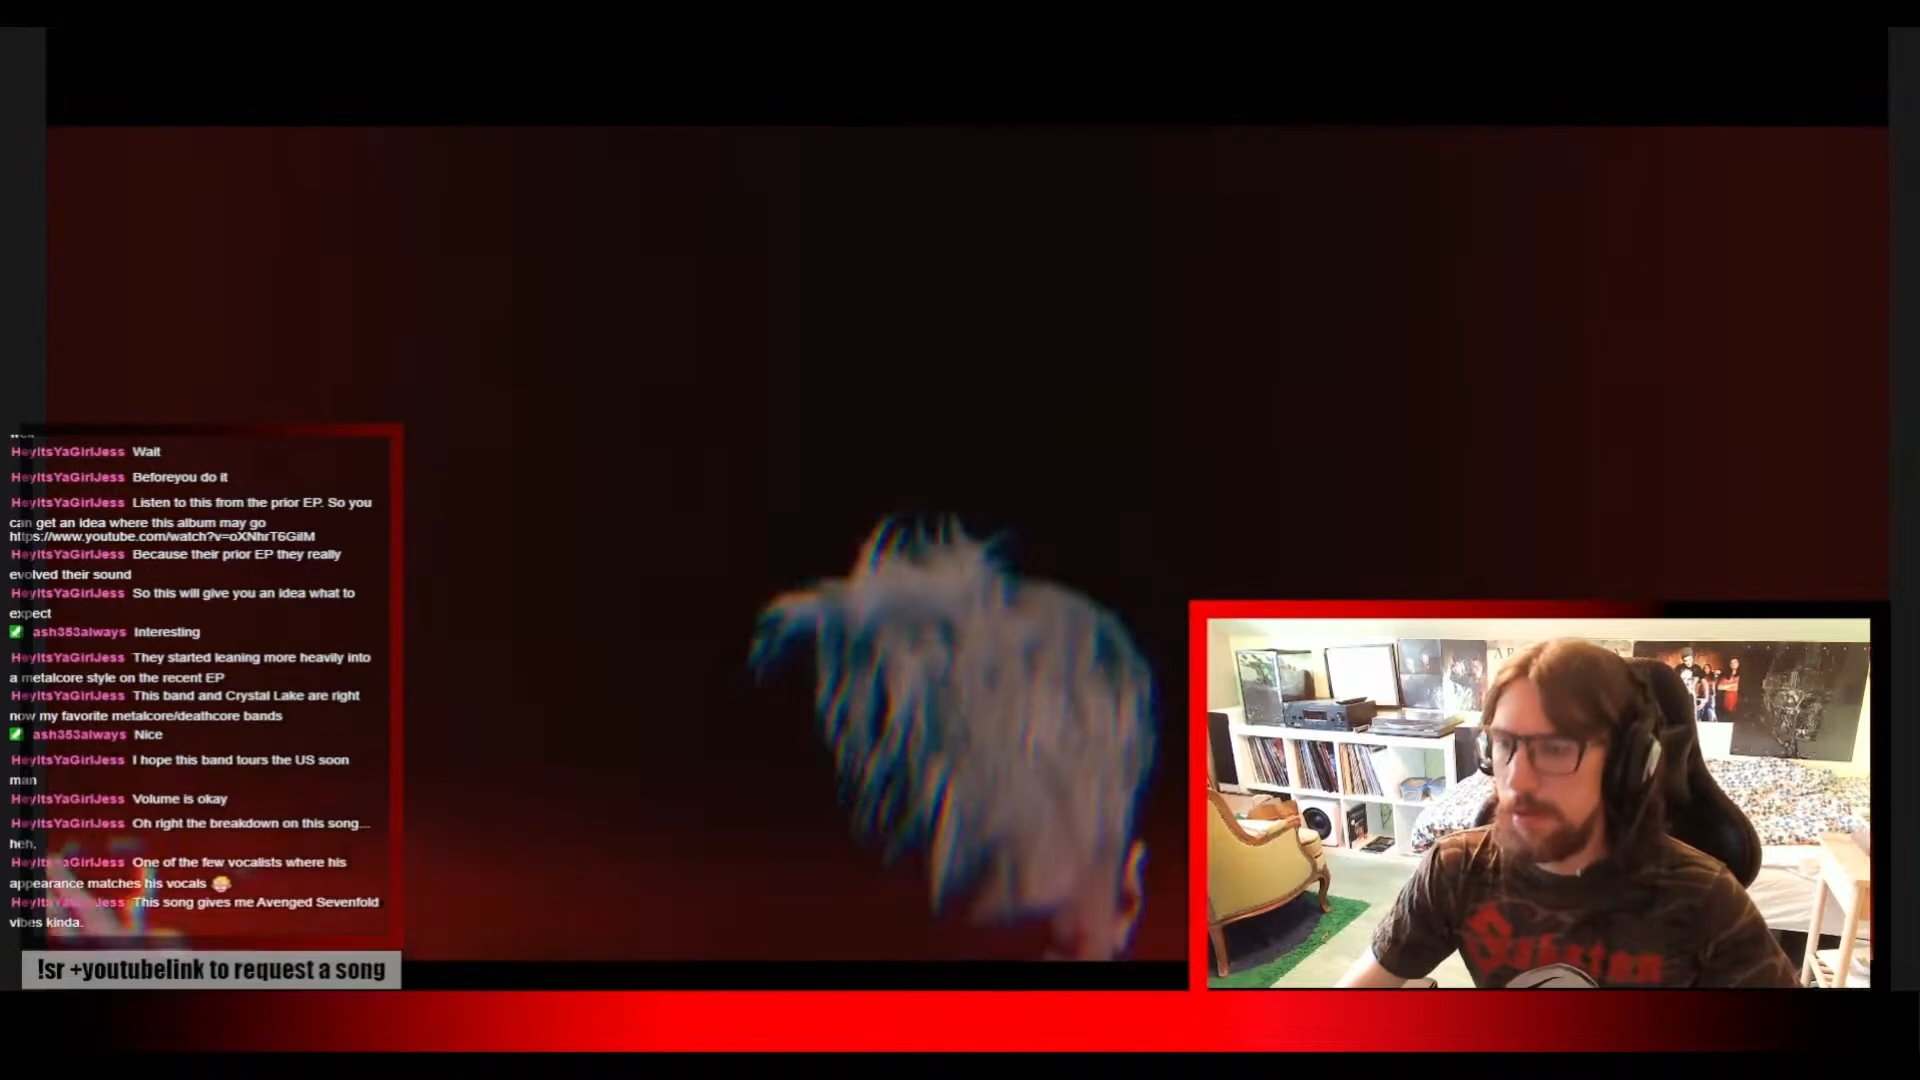 HeyItsYaGirlJess Wait
HeyItsYaGirlJess Beforeyou do it
HeyItsYaGirlJess Listen to this from the prior EP. So you
can get an idea where this album may go
https://www.youtube.com/watch?v=oXNhrT6GilM
HeyItsYaGirlJess Because their prior EP they really
evolved their sound
HeyItsYaGirlJess So this will give you an idea what to
expect
ash353always Interesting
HeyItsYaGirlJess They started leaning more heavily into
a metalcore style on the recent EP
HeyItsYaGirlJess This band and Crystal Lake are right
now my favorite metalcore/deathcore bands
ash353always Nice
HeyItsYaGirlJess I hope this band tours the US soon
man
HeyItsYaGirlJess Volume is okay
HeyItsYaGirlJess Oh right the breakdown on this song...
heh,
HeyItsYaGirlJess One of the few vocalists where his
appearance matches his vocals
HeyItsYaGirlJess This song gives me Avenged Sevenfold
vibes kinda.
!sr +youtubelink to request a song
Sabaton